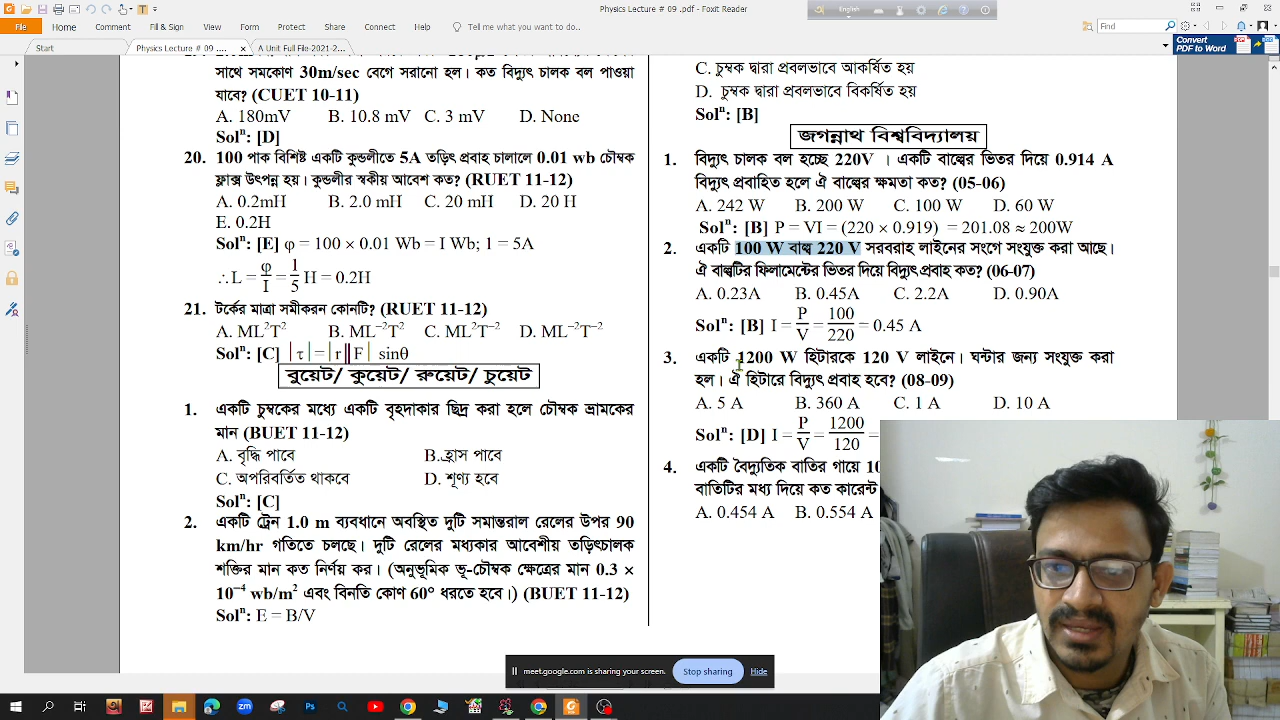 Physics Lecture # 09 .pdf - Foxit Reader
English
File
Home
Comment
Fill & Sign
View
Form
Protect
Share
Help
Tell me what you want to do...
Find
Start
Physics Lecture # 09 ...
A Unit Full File-2021-2...
Convert
PDF to Word
সাথে সমকোণ 30m/sec বেগে সরানো হল। কত বিদ্যুৎ চালক বল পাওয়া
যাবে? (CUET 10-11)
A. 180mV B. 10.8 mV C. 3 mV D. None
Solⁿ: [D]
20. 100 পাক বিশিষ্ট একটি কুন্ডলীতে 5A তড়িৎ প্রবাহ চালালে 0.01 wb চৌম্বক
ফ্লাক্স উৎপন্ন হয়। কুন্ডলীর স্বকীয় আবেশ কত? (RUET 11-12)
A. 0.2mH B. 2.0 mH C. 20 mH D. 20 H
E. 0.2H
Solⁿ: [E] φ = 100 × 0.01 Wb = I Wb; 1 = 5A
∴L = φ/I = 1/5 H = 0.2H
21. টর্কের মাত্রা সমীকরন কোনটি? (RUET 11-12)
A. ML²T² B. ML⁻²T² C. ML²T⁻² D. ML⁻²T⁻²
Solⁿ: [C] |τ|=|r||F| sinθ
বুয়েট/ কুয়েট/ রুয়েট/ চুয়েট
1. একটি চুম্বকের মধ্যে একটি বৃহদাকার ছিদ্র করা হলে চৌম্বক ভ্রামকের
মান (BUET 11-12)
A. বৃদ্ধি পাবে B. হ্রাস পাবে
C. অপরিবর্তিত থাকবে D. শূণ্য হবে
Solⁿ: [C]
2. একটি ট্রেন 1.0 m ব্যবধানে অবস্থিত দুটি সমান্তরাল রেলের উপর 90
km/hr গতিতে চলছে। দুটি রেলের মধ্যকার আবেশীয় তড়িৎচালক
শক্তির মান কত নির্ণয় কর। (অনুভূমিক ভূ-চৌম্বক ক্ষেত্রের মান 0.3 ×
10⁻⁴ wb/m² এবং বিনতি কোণ 60° ধরতে হবে।) (BUET 11-12)
Solⁿ: E = B/V
C. চুম্বক দ্বারা প্রবলভাবে আকর্ষিত হয়
D. চুম্বক দ্বারা প্রবলভাবে বিকর্ষিত হয়
Solⁿ: [B]
জগন্নাথ বিশ্ববিদ্যালয়
1. বিদ্যুৎ চালক বল হচ্ছে 220V । একটি বাল্বের ভিতর দিয়ে 0.914 A
বিদ্যুৎ প্রবাহিত হলে ঐ বাল্বের ক্ষমতা কত? (05-06)
A. 242 W B. 200 W C. 100 W D. 60 W
Solⁿ: [B] P = VI = (220 × 0.919) = 201.08 ≈ 200W
2. একটি 100 W বাল্ব 220 V সরবরাহ লাইনের সংগে সংযুক্ত করা আছে।
ঐ বাল্বটির ফিলামেন্টের ভিতর দিয়ে বিদ্যুৎ প্রবাহ কত? (06-07)
A. 0.23A B. 0.45A C. 2.2A D. 0.90A
Solⁿ: [B] I = P/V = 100/220 = 0.45 A
3. একটি 1200 W হিটারকে 120 V লাইনে। ঘন্টার জন্য সংযুক্ত করা
হল। ঐ হিটারে বিদ্যুৎ প্রবাহ হবে? (08-09)
A. 5 A B. 360 A C. 1 A D. 10 A
Solⁿ: [D] I = P/V = 1200/120 =
4. একটি বৈদ্যুতিক বাতির গায়ে 10
বাতিটির মধ্য দিয়ে কত কারেন্ট
A. 0.454 A B. 0.554 A
meet.google.com is sharing your screen.
Stop sharing
Hide